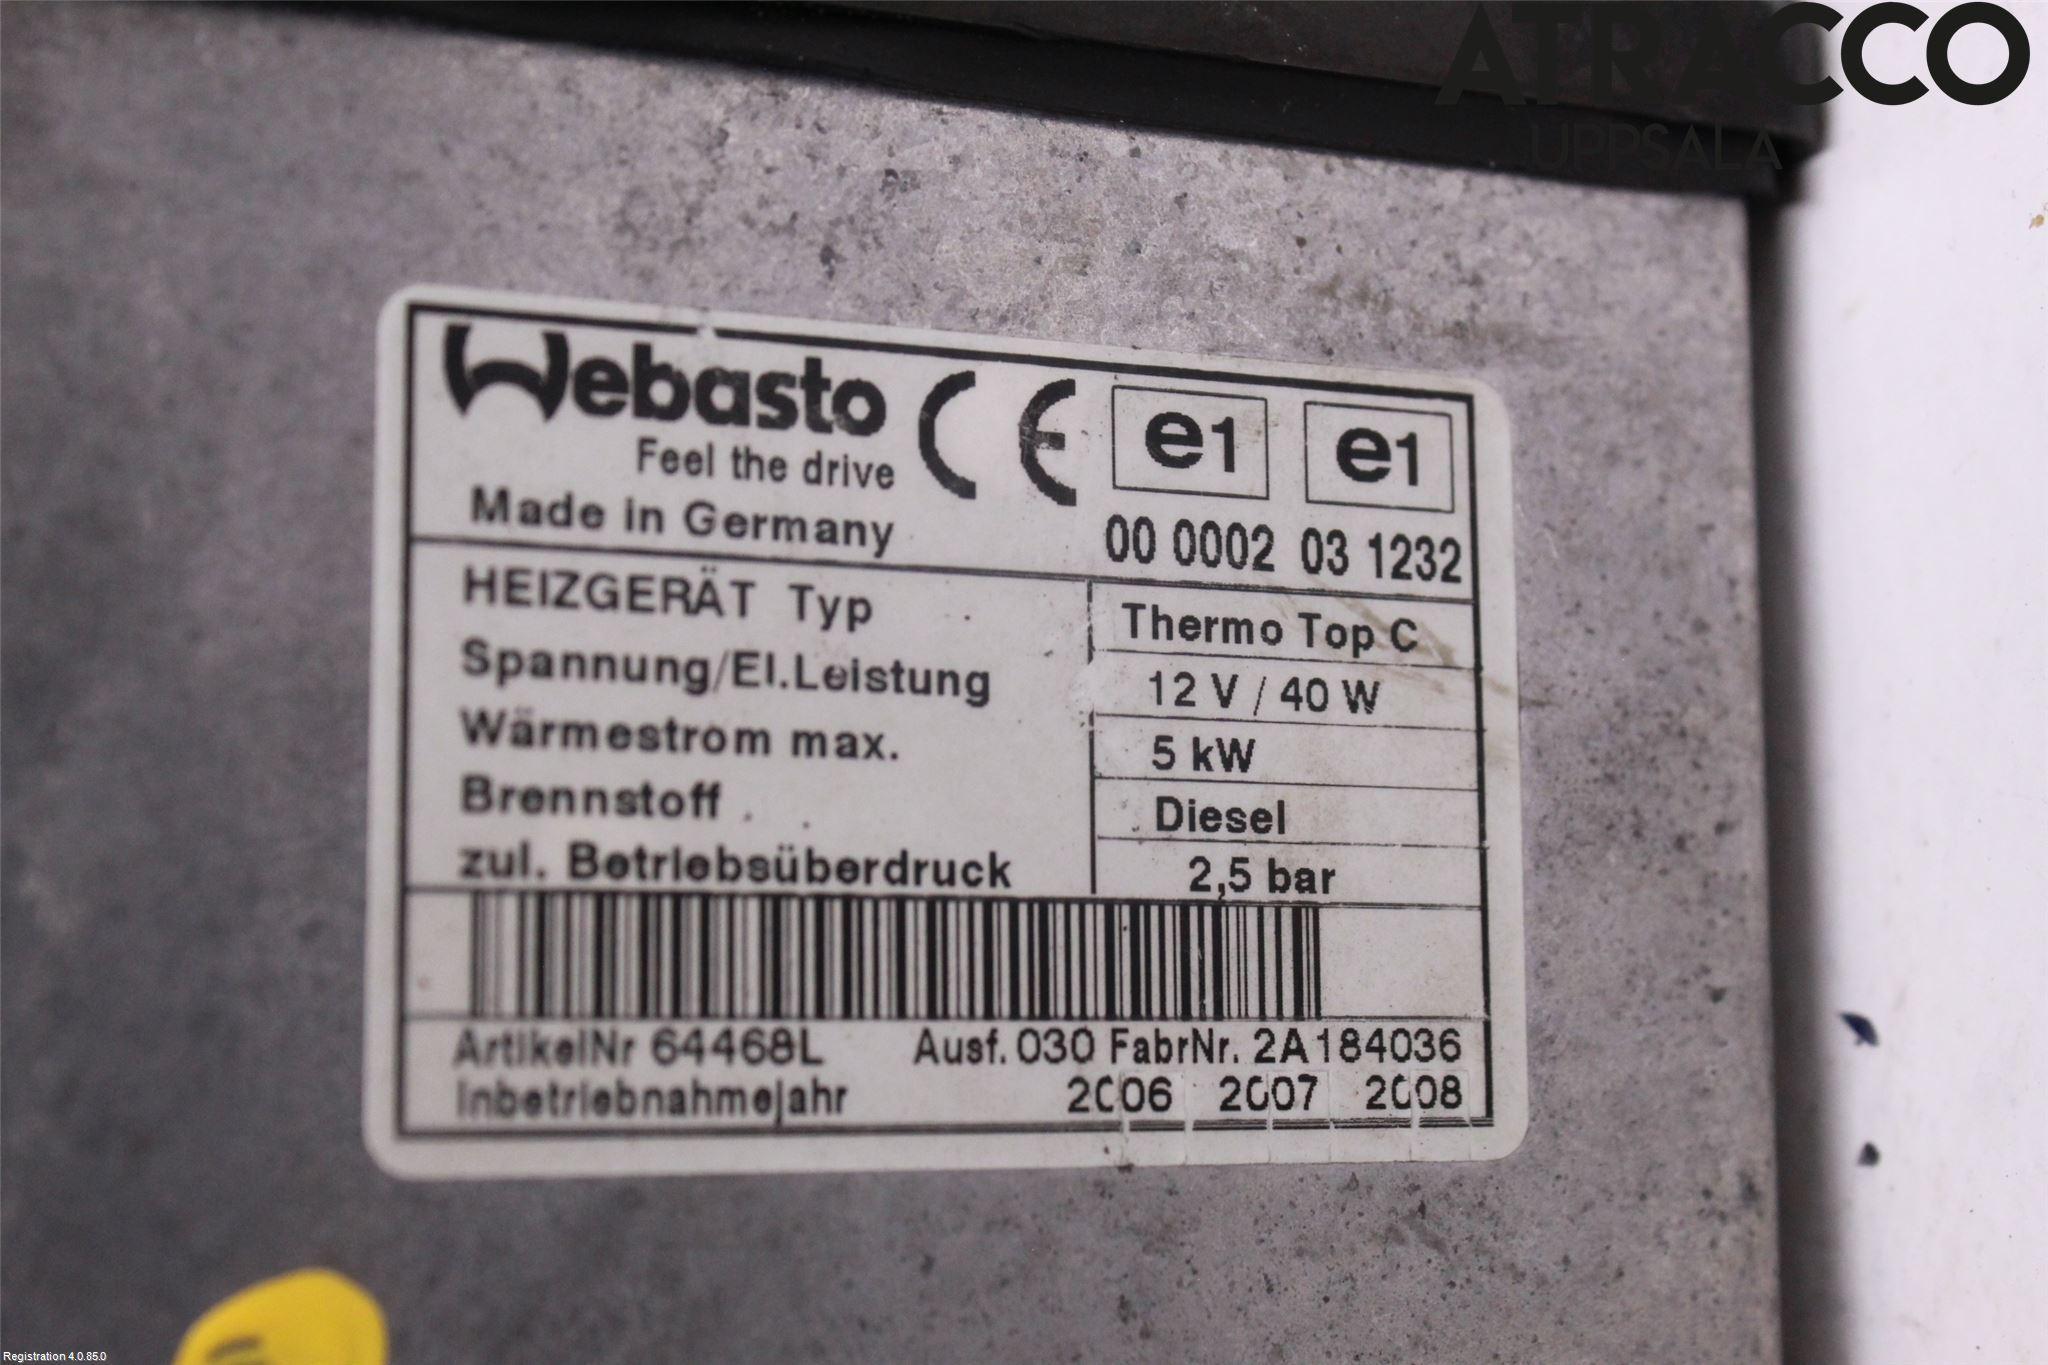 ATRACCO
UPPSALA
Webasto CE e1 e1
Feel the drive
Made in Germany 00 0002 03 1232
HEIZGERÄT Typ Thermo Top C
Spannung/El.Leistung 12 V / 40 W
Wärmestrom max. 5 kW
Brennstoff Diesel
zul. Betriebsüberdruck 2,5 bar
ArtikelNr 64468L Ausf. 030 FabrNr. 2A184036
Inbetriebnahmejahr 2006 2007 2008
Registration 4.0.85.0